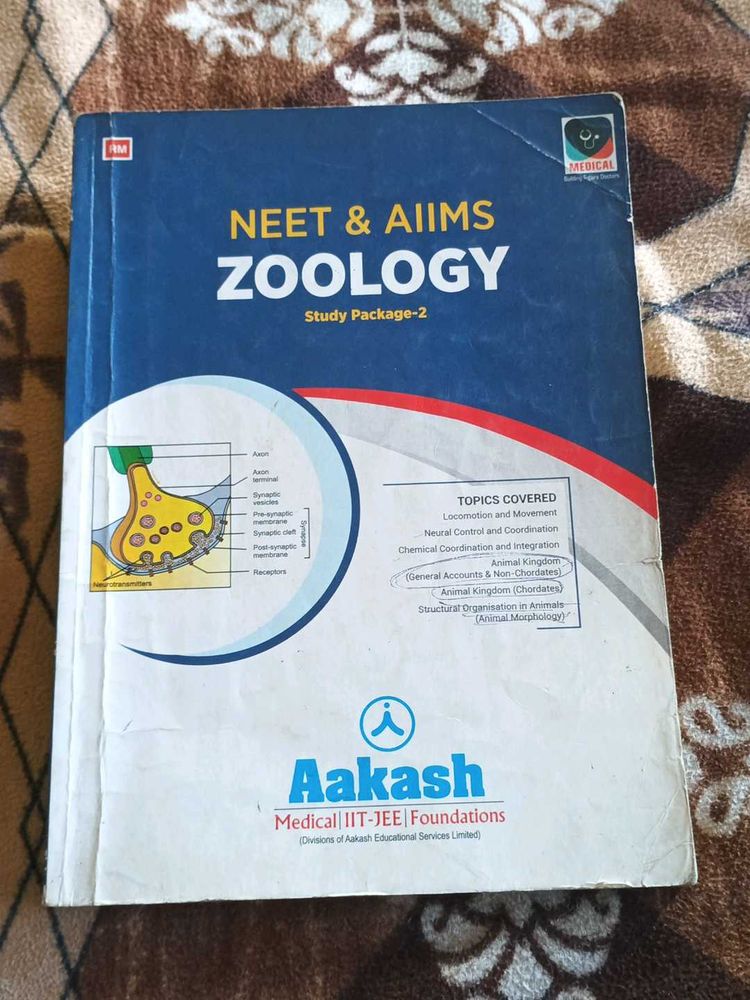 RM
MEDICAL
Building Future Doctors
NEET & AIIMS
ZOOLOGY
Study Package-2
Axon
Axon
terminal
Synaptic
vesicles
Pre-synaptic
membrane
Synaptic cleft
Synapse
Post-synaptic
membrane
Receptors
Neurotransmitters
TOPICS COVERED
Locomotion and Movement
Neural Control and Coordination
Chemical Coordination and Integration
Animal Kingdom
(General Accounts & Non-Chordates)
Animal Kingdom (Chordates)
Structural Organisation in Animals
(Animal Morphology)
Aakash
Medical|IIT-JEE|Foundations
(Divisions of Aakash Educational Services Limited)